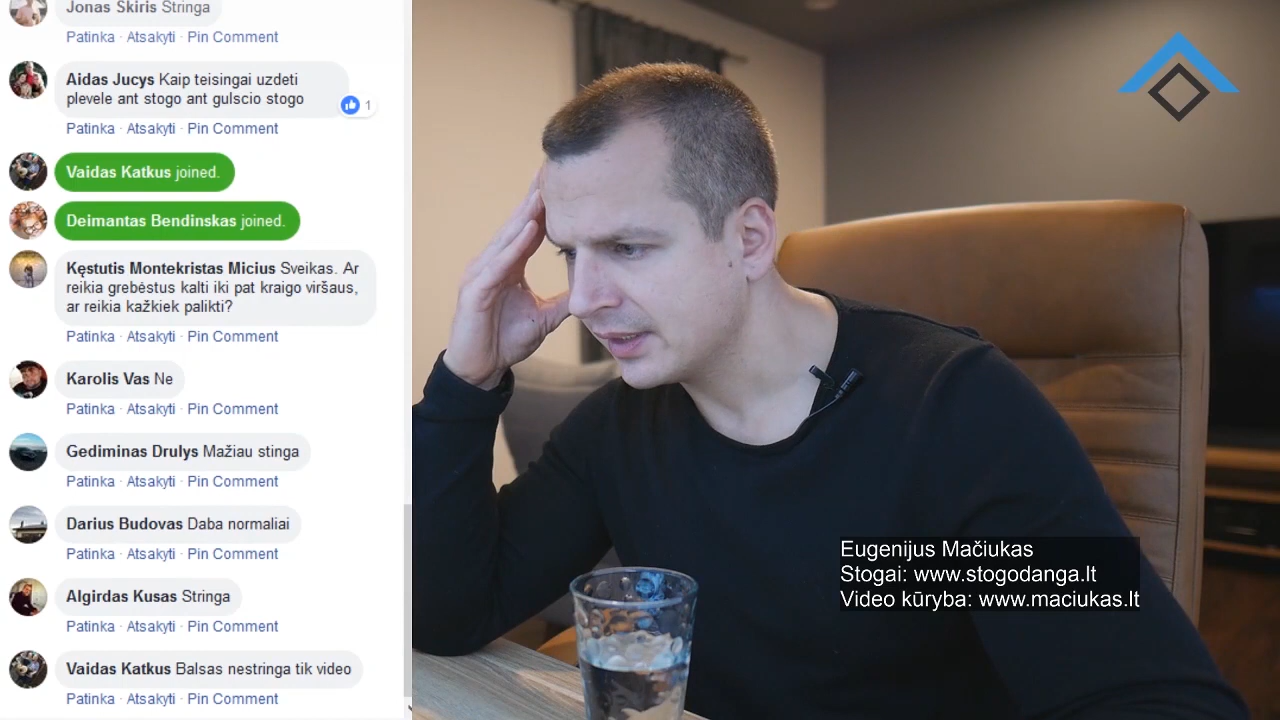 Jonas Skiris Stringa
Patinka · Atsakyti · Pin Comment
Aidas Jucys Kaip teisingai uzdeti
plevele ant stogo ant gulscio stogo
1
Patinka · Atsakyti · Pin Comment
Vaidas Katkus joined.
Deimantas Bendinskas joined.
Kęstutis Montekristas Micius Sveikas. Ar
reikia grebėstus kalti iki pat kraigo viršaus,
ar reikia kažkiek palikti?
Patinka · Atsakyti · Pin Comment
Karolis Vas Ne
Patinka · Atsakyti · Pin Comment
Gediminas Drulys Mažiau stinga
Patinka · Atsakyti · Pin Comment
Darius Budovas Daba normaliai
Patinka · Atsakyti · Pin Comment
Algirdas Kusas Stringa
Patinka · Atsakyti · Pin Comment
Vaidas Katkus Balsas nestringa tik video
Patinka · Atsakyti · Pin Comment
Eugenijus Mačiukas
Stogai: www.stogodanga.lt
Video kūryba: www.maciukas.lt